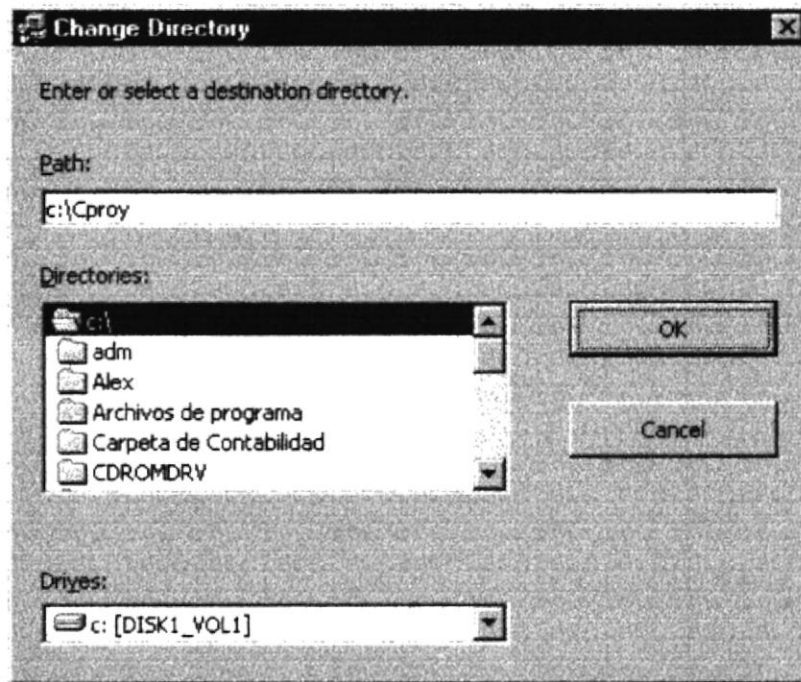 Change Directory
Enter or select a destination directory.
Path:
c:\Cproy
Directories:
c:\
adm
Alex
Archivos de programa
Carpeta de Contabilidad
CDROMDRV
OK
Cancel
Drives:
c: [DISK1_VOL1]